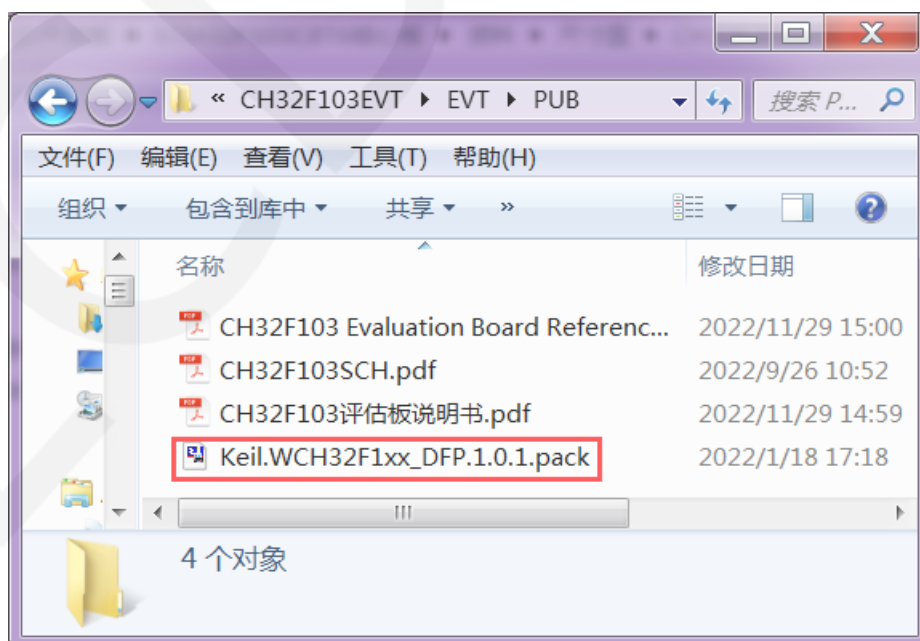 « CH32F103EVT ▸ EVT ▸ PUB
搜索 P...
文件(F) 编辑(E) 查看(V) 工具(T) 帮助(H)
组织 包含到库中 共享 »
名称 修改日期
CH32F103 Evaluation Board Referenc... 2022/11/29 15:00
CH32F103SCH.pdf 2022/9/26 10:52
CH32F103评估板说明书.pdf 2022/11/29 14:59
Keil.WCH32F1xx_DFP.1.0.1.pack 2022/1/18 17:18
4 个对象